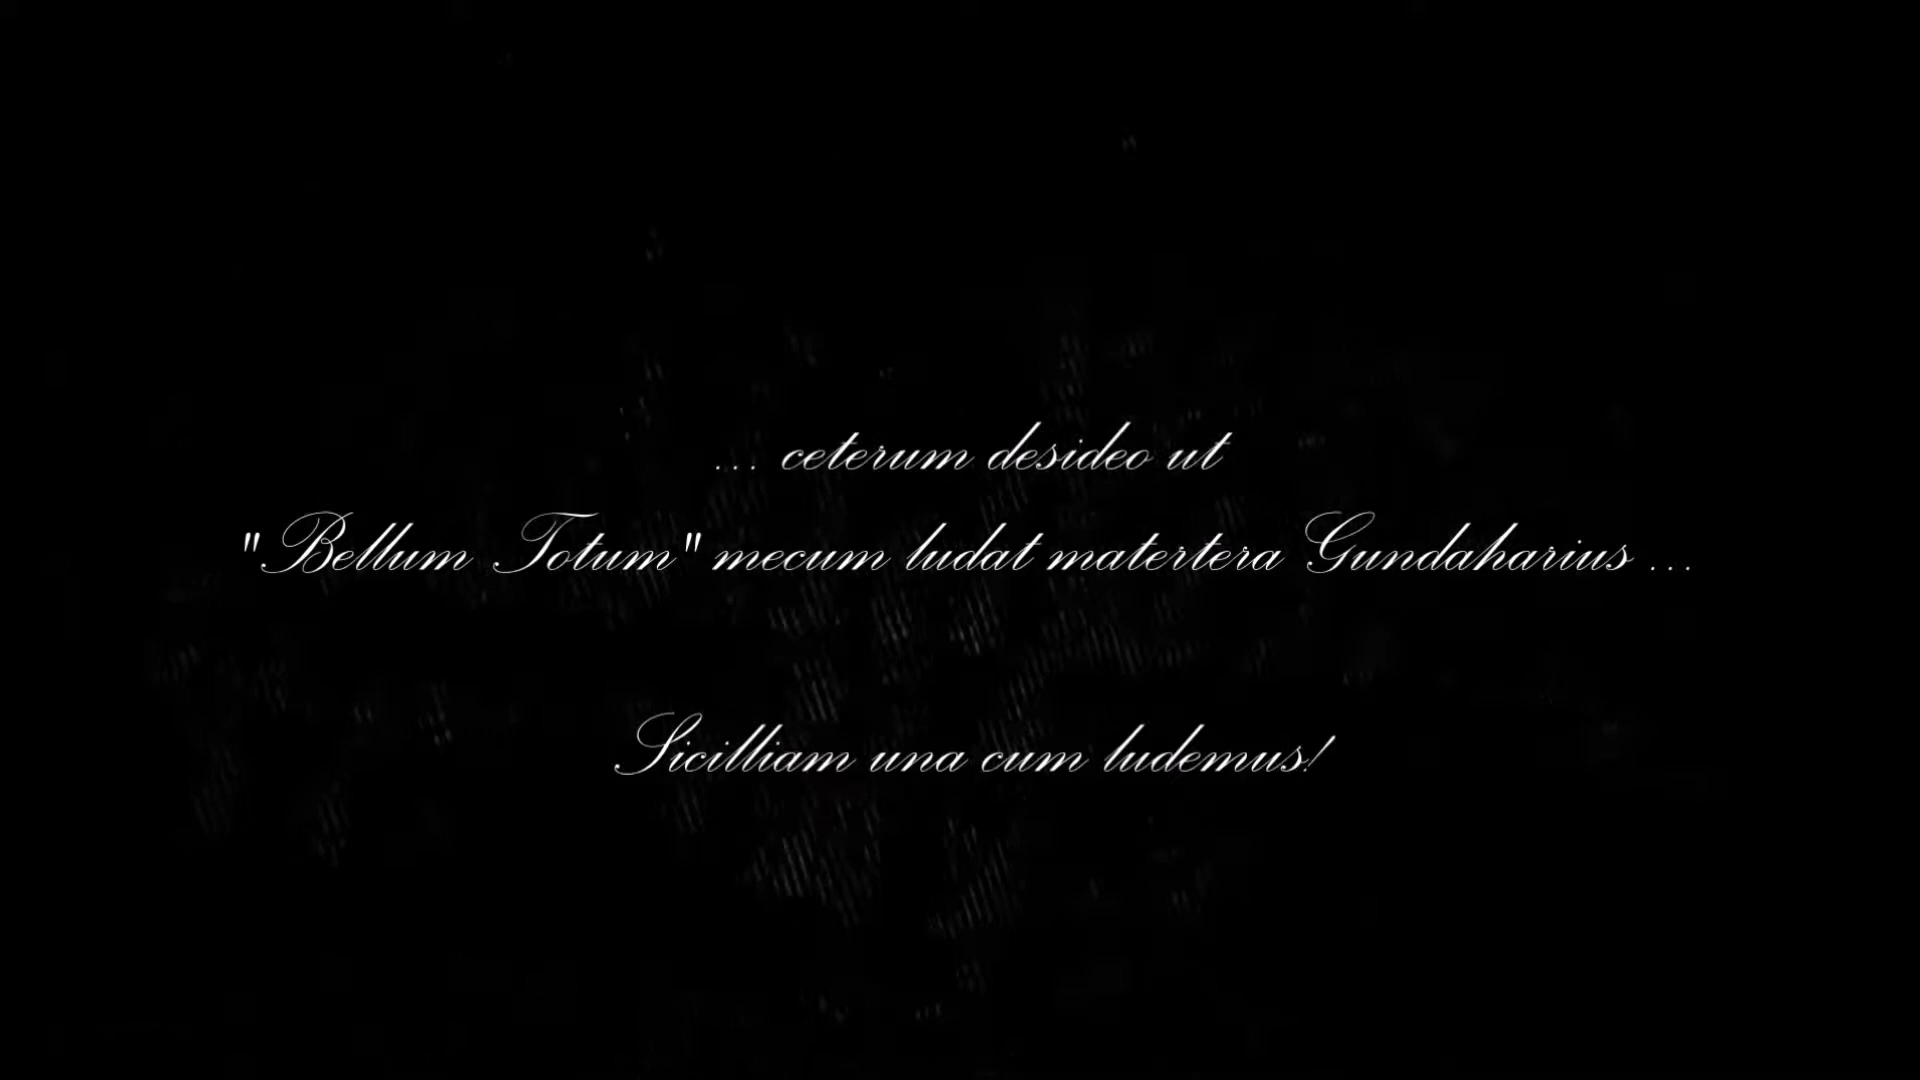 ... ceterum desideo ut
"Bellum Totum" mecum ludat matertera Gundaharius ...
Sicilliam una cum ludemus!